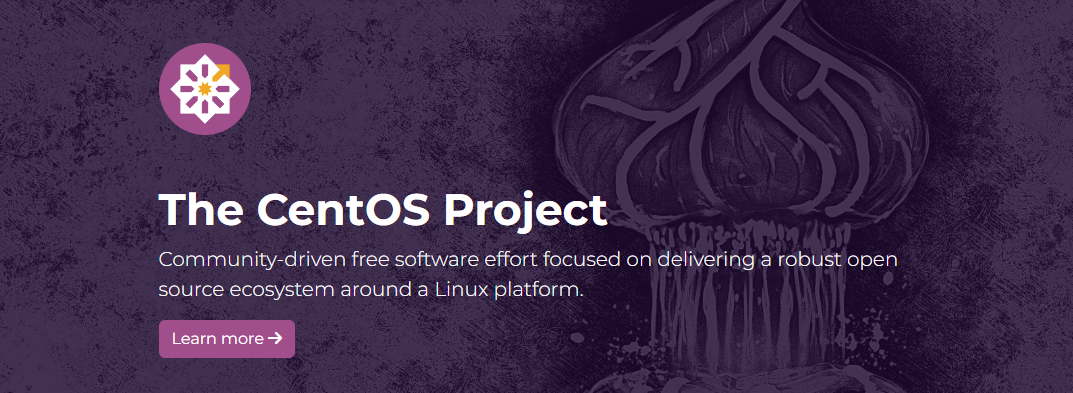 The CentOS Project
Community-driven free software effort focused on delivering a robust open
source ecosystem around a Linux platform.
Learn more